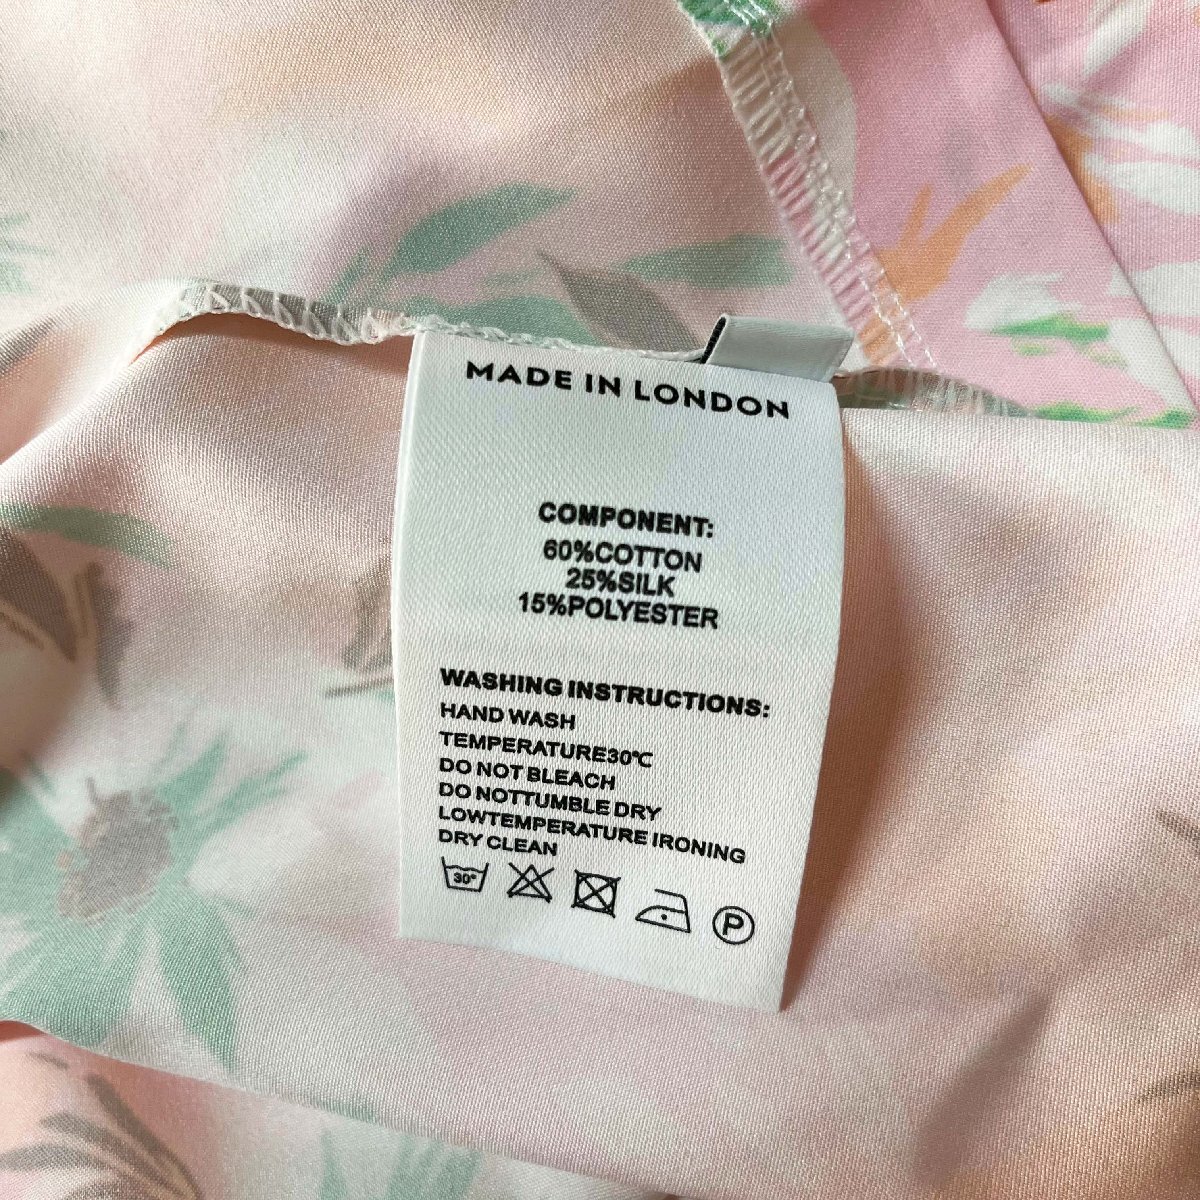 MADE IN LONDON
COMPONENT:
60%COTTON
25%SILK
15%POLYESTER
WASHING INSTRUCTIONS:
HAND WASH
TEMPERATURE30℃
DO NOT BLEACH
DO NOTTUMBLE DRY
LOWTEMPERATURE IRONING
DRY CLEAN
30° P